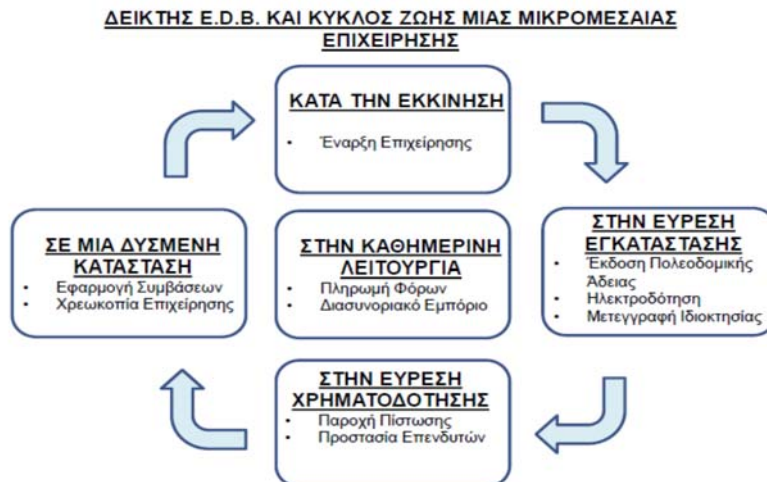 ΔΕΙΚΤΗΣ E.D.B. ΚΑΙ ΚΥΚΛΟΣ ΖΩΗΣ ΜΙΑΣ ΜΙΚΡΟΜΕΣΑΙΑΣ
ΕΠΙΧΕΙΡΗΣΗΣ
ΚΑΤΑ ΤΗΝ ΕΚΚΙΝΗΣΗ
• Έναρξη Επιχείρησης
ΣΕ ΜΙΑ ΔΥΣΜΕΝΗ
ΚΑΤΑΣΤΑΣΗ
• Εφαρμογή Συμβάσεων
• Χρεωκοπία Επιχείρησης
ΣΤΗΝ ΚΑΘΗΜΕΡΙΝΗ
ΛΕΙΤΟΥΡΓΙΑ
• Πληρωμή Φόρων
• Διασυνοριακό Εμπόριο
ΣΤΗΝ ΕΥΡΕΣΗ
ΕΓΚΑΤΑΣΤΑΣΗΣ
• Έκδοση Πολεοδομικής
Άδειας
• Ηλεκτροδότηση
• Μετεγγραφή Ιδιοκτησίας
ΣΤΗΝ ΕΥΡΕΣΗ
ΧΡΗΜΑΤΟΔΟΤΗΣΗΣ
• Παροχή Πίστωσης
• Προστασία Επενδυτών